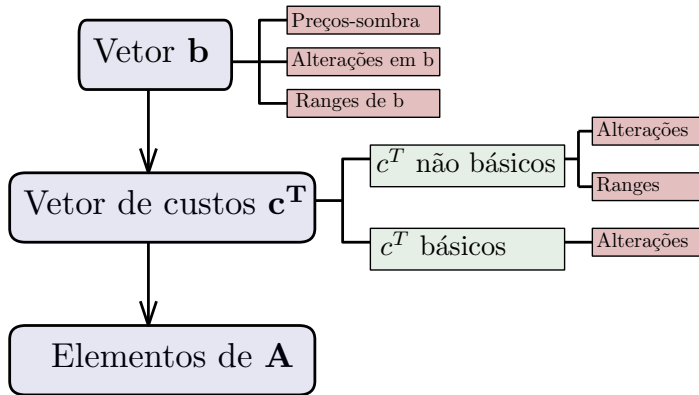 Vetor b
Preços-sombra
Alterações em b
Ranges de b
Vetor de custos c^T
c^T não básicos
Alterações
Ranges
c^T básicos
Alterações
Elementos de A